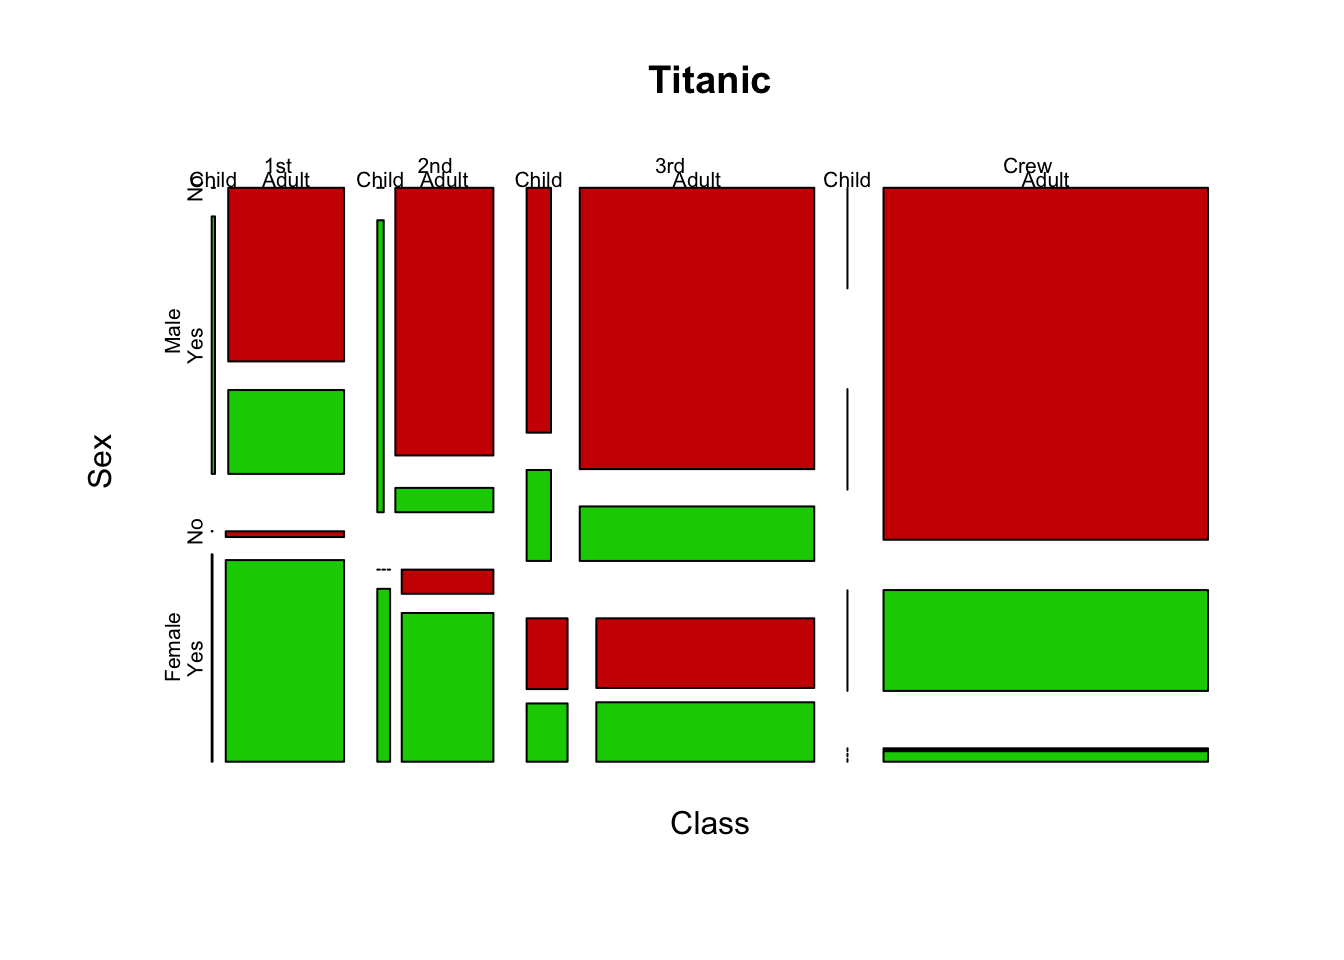 Titanic
1st 2nd 3rd Crew
Child Adult Child Adult Child Adult Child Adult
No
Male
Yes
Sex
No
Female
Yes
Class